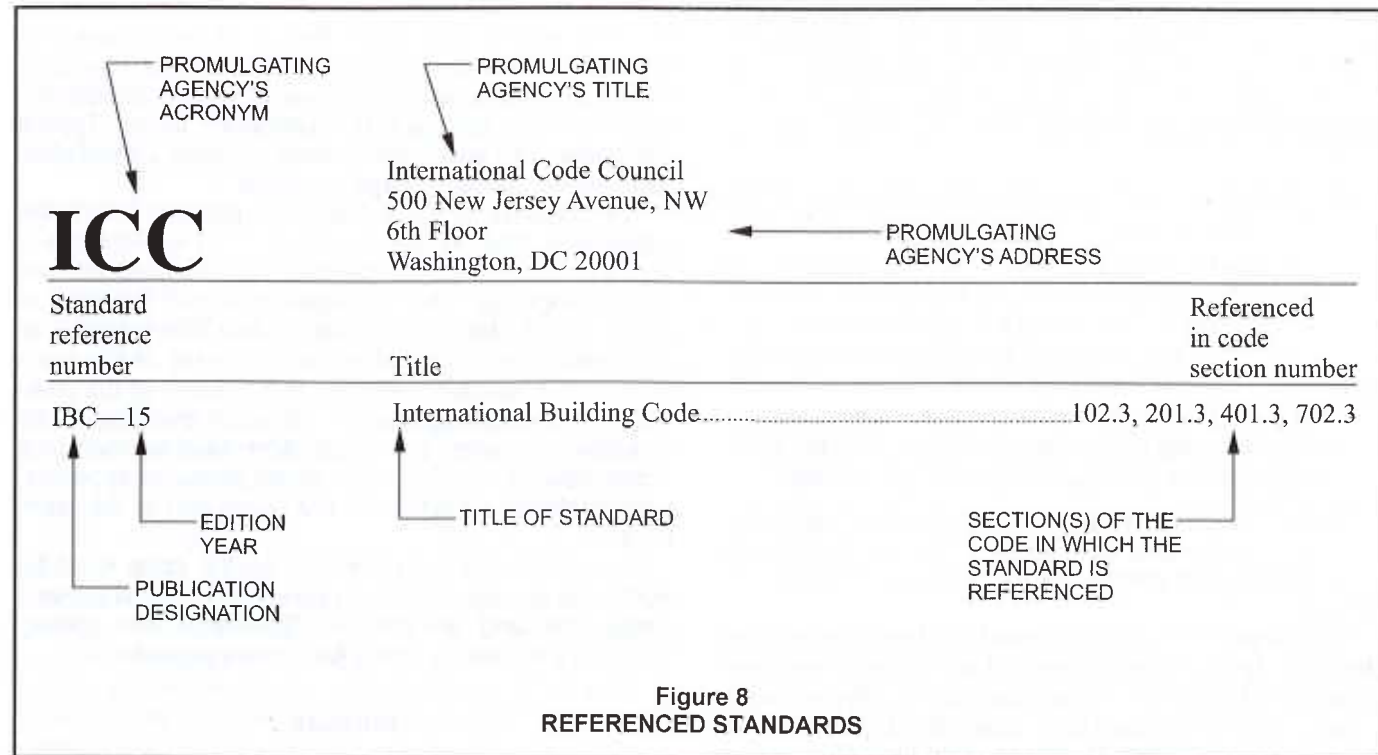 PROMULGATING
AGENCY'S
ACRONYM
PROMULGATING
AGENCY'S TITLE
ICC
International Code Council
500 New Jersey Avenue, NW
6th Floor
Washington, DC 20001
PROMULGATING
AGENCY'S ADDRESS
Standard
reference
number
Title
Referenced
in code
section number
IBC—15
International Building Code..............................................................102.3, 201.3, 401.3, 702.3
EDITION
YEAR
PUBLICATION
DESIGNATION
TITLE OF STANDARD
SECTION(S) OF THE
CODE IN WHICH THE
STANDARD IS
REFERENCED
Figure 8
REFERENCED STANDARDS